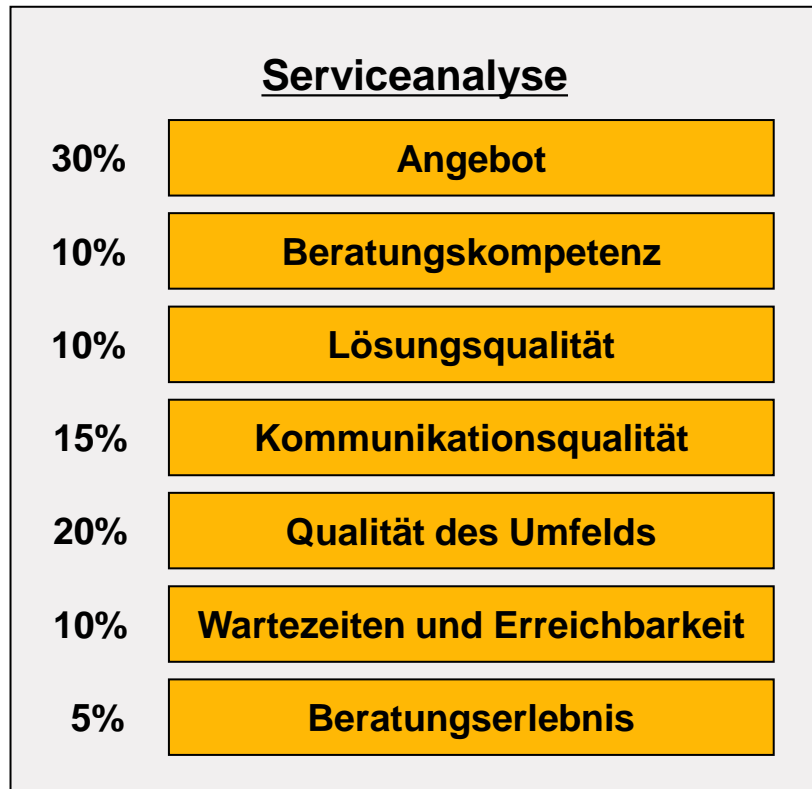 Serviceanalyse
30% Angebot
10% Beratungskompetenz
10% Lösungsqualität
15% Kommunikationsqualität
20% Qualität des Umfelds
10% Wartezeiten und Erreichbarkeit
5% Beratungserlebnis